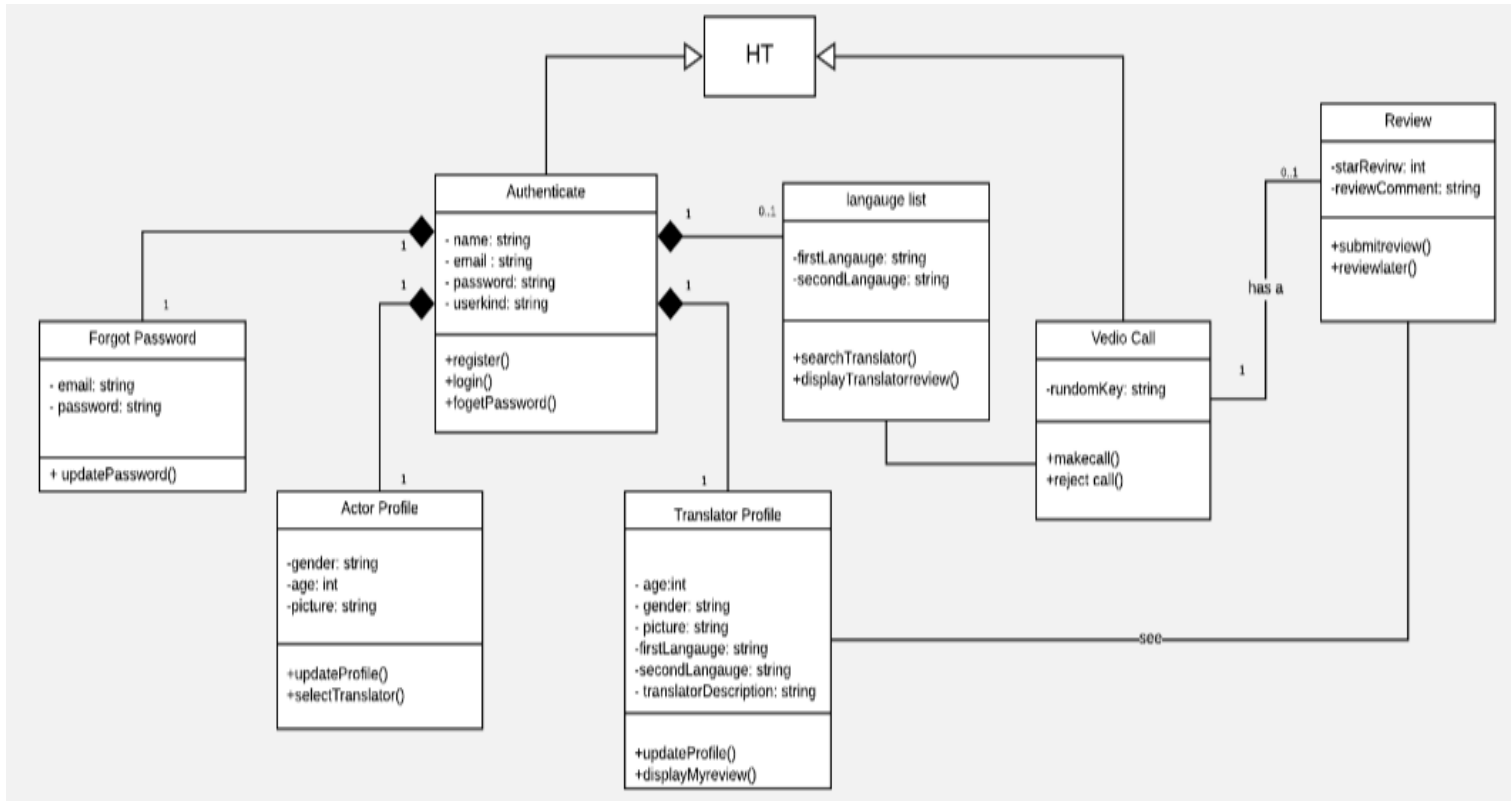 HT
Authenticate
- name: string
- email : string
- password: string
- userkind: string
+register()
+login()
+fogetPassword()
1
1
1
1
0..1
1
1
1
1
langauge list
-firstLangauge: string
-secondLangauge: string
+searchTranslator()
+displayTranslatorreview()
Review
-starRevirw: int
-reviewComment: string
+submitreview()
+reviewlater()
0..1
has a
1
Vedio Call
-rundomKey: string
+makecall()
+reject call()
Forgot Password
- email: string
- password: string
+ updatePassword()
Actor Profile
-gender: string
-age: int
-picture: string
+updateProfile()
+selectTranslator()
Translator Profile
- age:int
- gender: string
- picture: string
-firstLangauge: string
-secondLangauge: string
- translatorDescription: string
+updateProfile()
+displayMyreview()
see